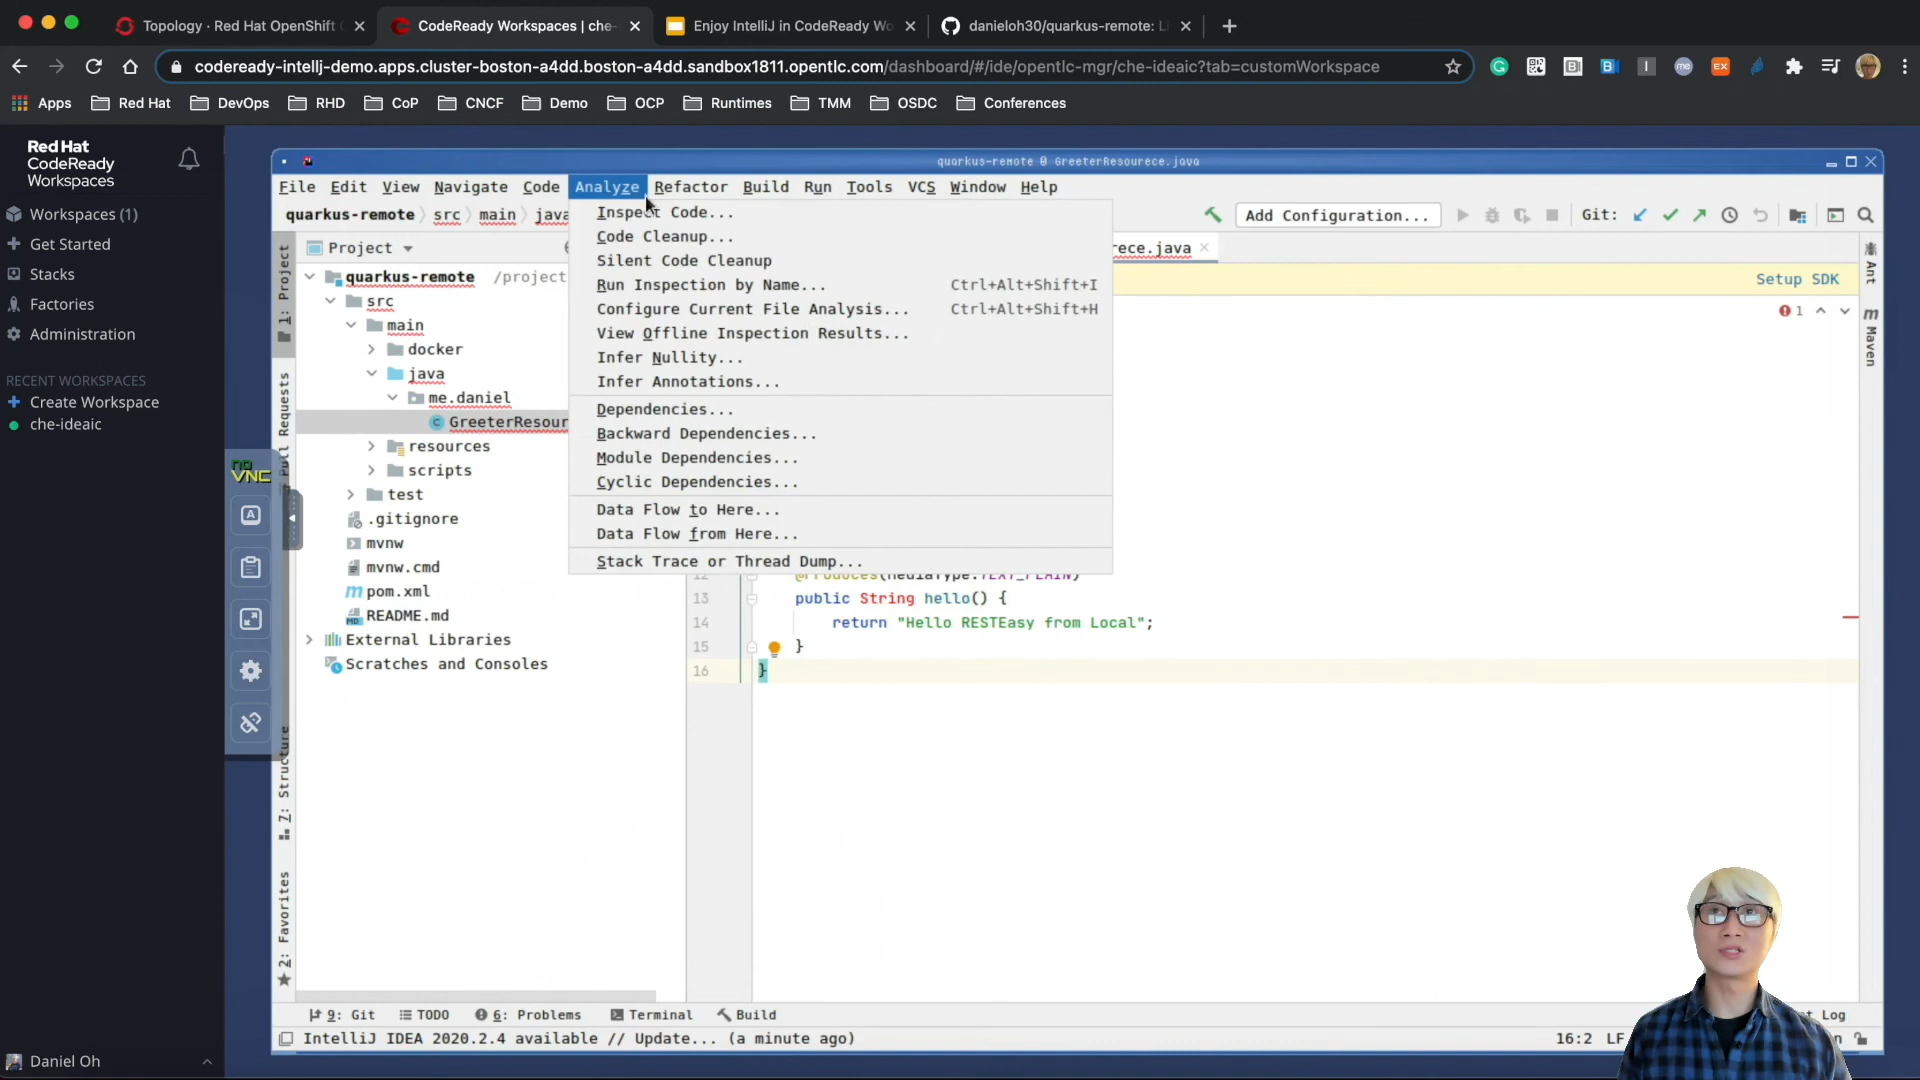 Topology · Red Hat OpenShift C
CodeReady Workspaces | che-
Enjoy IntelliJ in CodeReady Wo
danieloh30/quarkus-remote: Li
codeready-intellj-demo.apps.cluster-boston-a4dd.boston-a4dd.sandbox1811.opentlc.com/dashboard/#/ide/opentlc-mgr/che-ideaic?tab=customWorkspace
Apps Red Hat DevOps RHD CoP CNCF Demo OCP Runtimes TMM OSDC Conferences
Red Hat
CodeReady
Workspaces
Workspaces (1)
Get Started
Stacks
Factories
Administration
RECENT WORKSPACES
Create Workspace
che-ideaic
Daniel Oh
no
VNC
quarkus-remote – GreeterResourece.java
File Edit View Navigate Code Analyze Refactor Build Run Tools VCS Window Help
quarkus-remote src main java
Add Configuration... Git:
Project
rece.java
Setup SDK
1
quarkus-remote /project
src
main
docker
java
me.daniel
GreeterResour
resources
scripts
test
.gitignore
mvnw
mvnw.cmd
pom.xml
README.md
External Libraries
Scratches and Consoles
1: Project
Pull Requests
7: Structure
2: Favorites
Ant
Maven
Inspect Code...
Code Cleanup...
Silent Code Cleanup
Run Inspection by Name... Ctrl+Alt+Shift+I
Configure Current File Analysis... Ctrl+Alt+Shift+H
View Offline Inspection Results...
Infer Nullity...
Infer Annotations...
Dependencies...
Backward Dependencies...
Module Dependencies...
Cyclic Dependencies...
Data Flow to Here...
Data Flow from Here...
Stack Trace or Thread Dump...
12 @Produces(MediaType.TEXT_PLAIN)
13 public String hello() {
14 return "Hello RESTEasy from Local";
15 }
16 }
9: Git TODO 6: Problems Terminal Build
Log
IntelliJ IDEA 2020.2.4 available // Update... (a minute ago)
16:2 LF